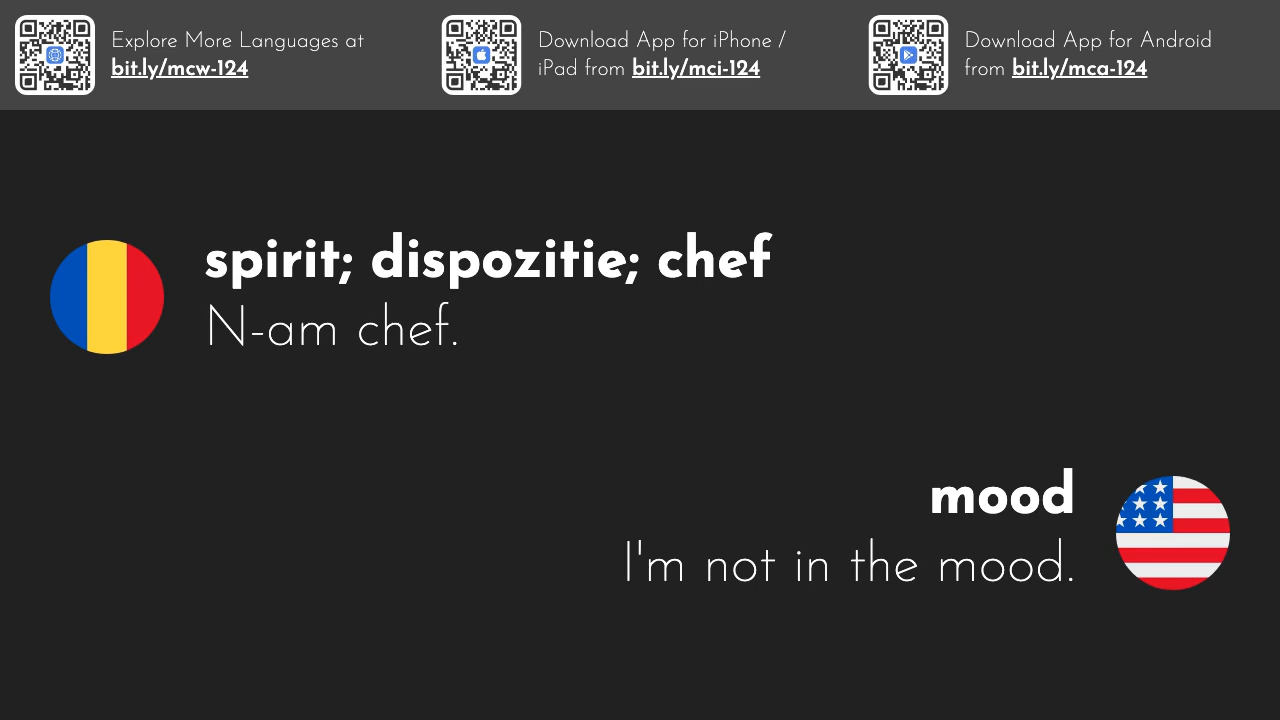 Explore More Languages at
bit.ly/mcw-124
Download App for iPhone /
iPad from bit.ly/mci-124
Download App for Android
from bit.ly/mca-124
spirit; dispozitie; chef
N-am chef.
mood
I'm not in the mood.